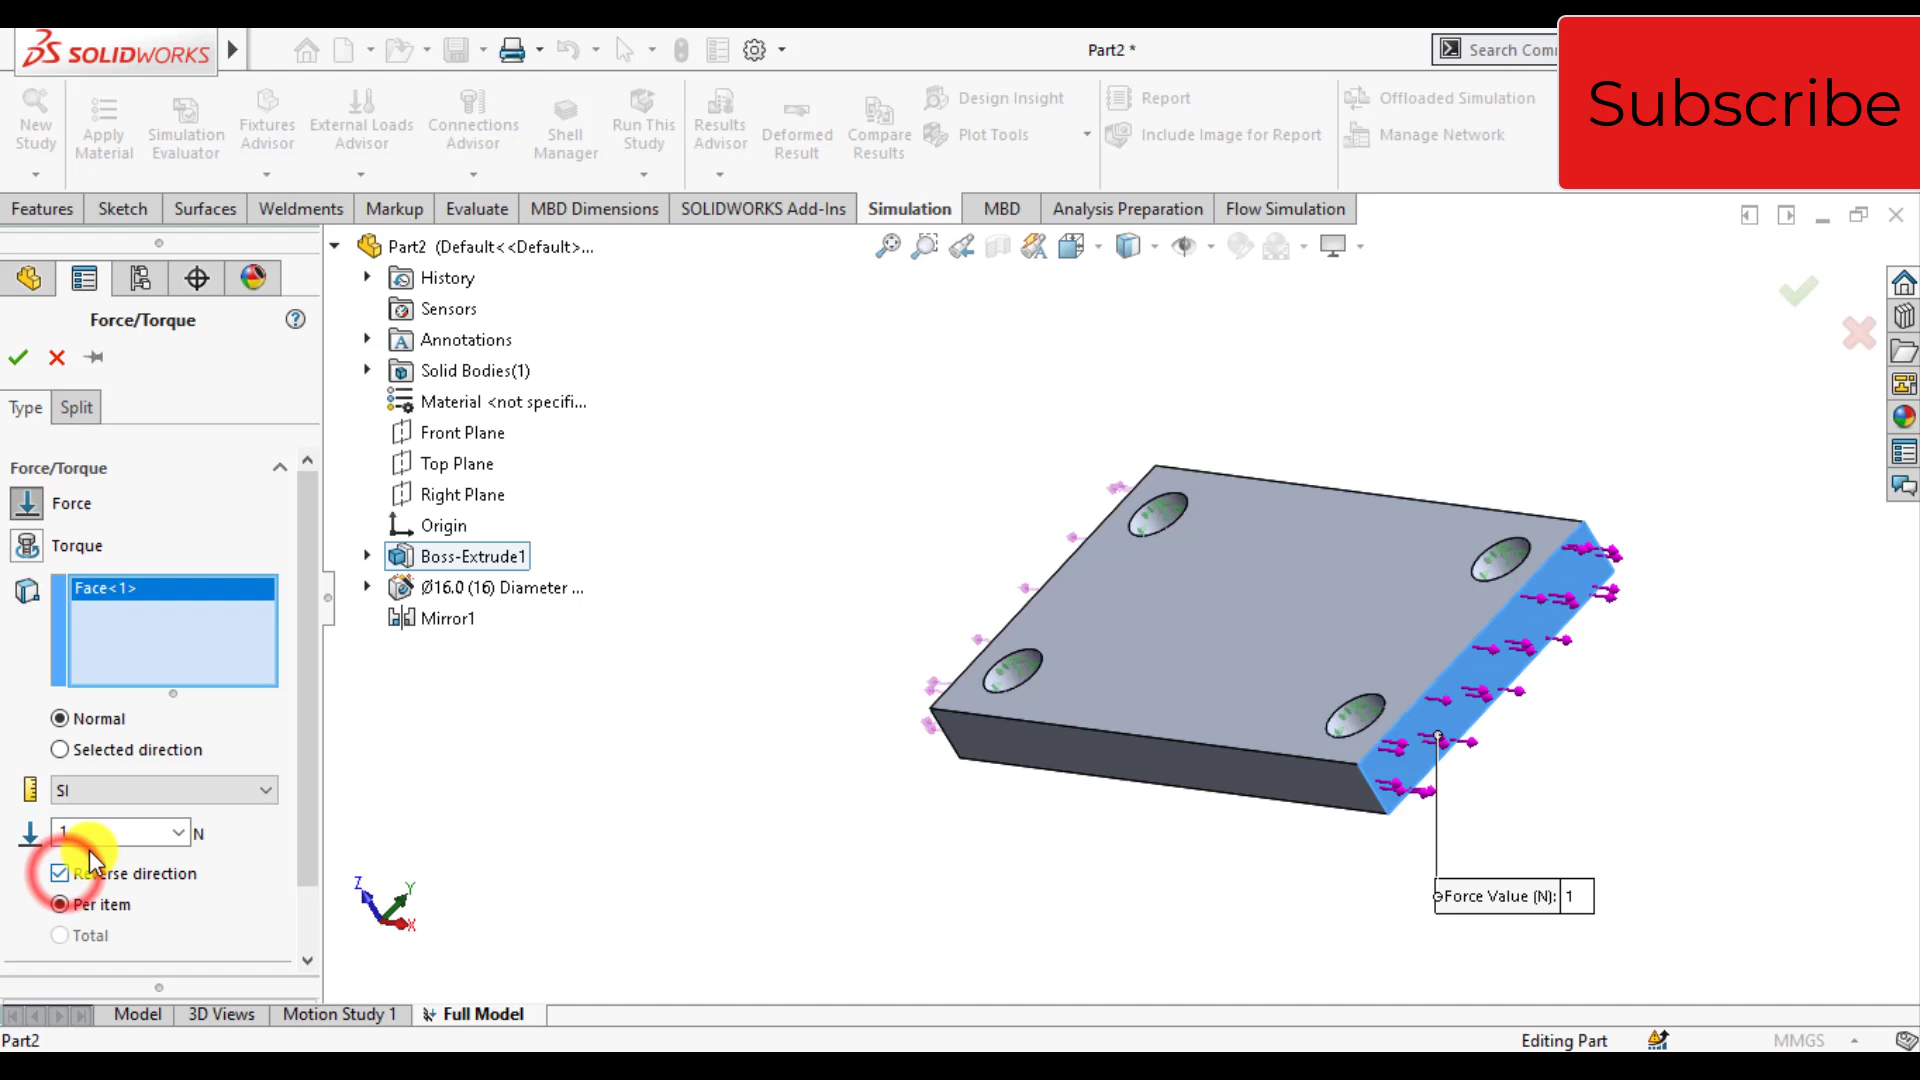 SOLIDWORKS
Part2 *
Search Com
Subscribe
New Study
Apply Material
Simulation Evaluator
Fixtures Advisor
External Loads Advisor
Connections Advisor
Shell Manager
Run This Study
Results Advisor
Deformed Result
Compare Results
Design Insight
Plot Tools
Report
Include Image for Report
Offloaded Simulation
Manage Network
Features
Sketch
Surfaces
Weldments
Markup
Evaluate
MBD Dimensions
SOLIDWORKS Add-Ins
Simulation
MBD
Analysis Preparation
Flow Simulation
Force/Torque
Type
Split
Force/Torque
Force
Torque
Face<1>
Normal
Selected direction
SI
1
N
Reverse direction
Per item
Total
Part2 (Default<<Default>...
History
Sensors
Annotations
Solid Bodies(1)
Material <not specifi...
Front Plane
Top Plane
Right Plane
Origin
Boss-Extrude1
Ø16.0 (16) Diameter ...
Mirror1
Force Value (N): 1
Z
Y
X
Model
3D Views
Motion Study 1
Full Model
Part2
Editing Part
MMGS